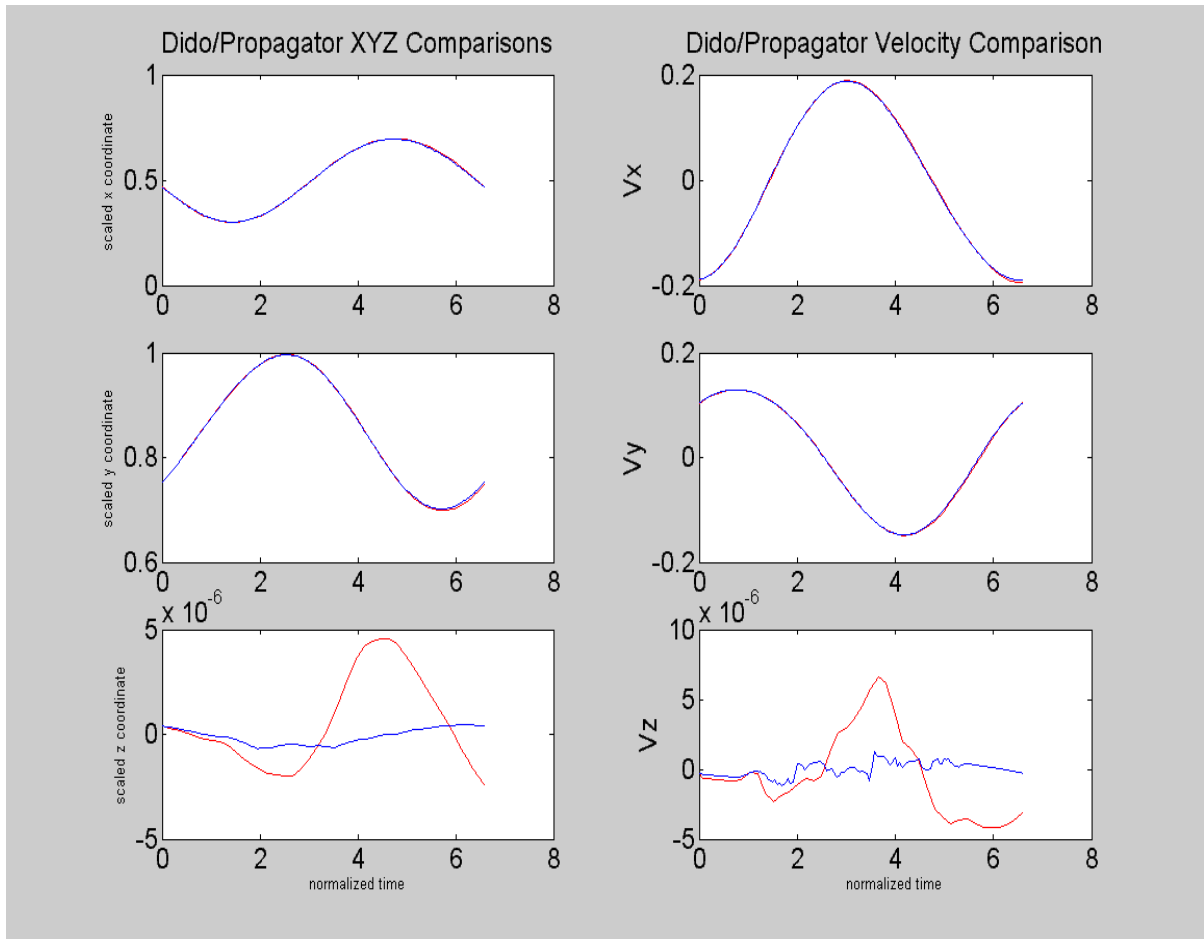 Dido/Propagator XYZ Comparisons
Dido/Propagator Velocity Comparison
1
0.5
0
scaled x coordinate
0 2 4 6 8
0.2
0
-0.2
Vx
0 2 4 6 8
1
0.8
0.6
scaled y coordinate
0 2 4 6 8
0.2
0
-0.2
Vy
0 2 4 6 8
x 10^-6
5
0
-5
scaled z coordinate
0 2 4 6 8
normalized time
x 10^-6
10
5
0
-5
Vz
0 2 4 6 8
normalized time